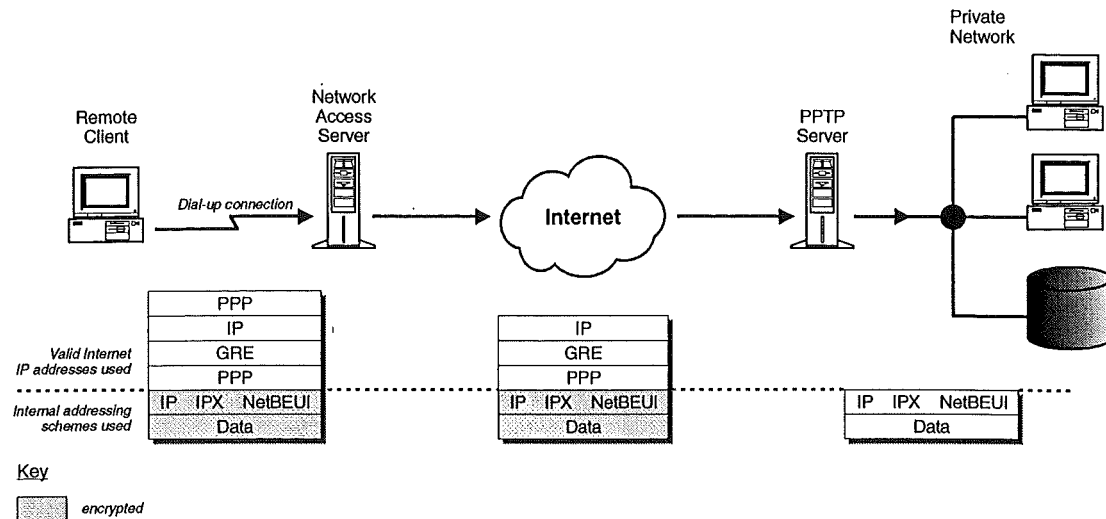 Private
Network
Network
Access
Server
Remote
Client
PPTP
Server
Dial-up connection
Internet
PPP
IP
GRE
PPP
IP IPX NetBEUI
Data
IP
GRE
PPP
IP IPX NetBEUI
Data
IP IPX NetBEUI
Data
Valid Internet
IP addresses used
Internal addressing
schemes used
Key
encrypted